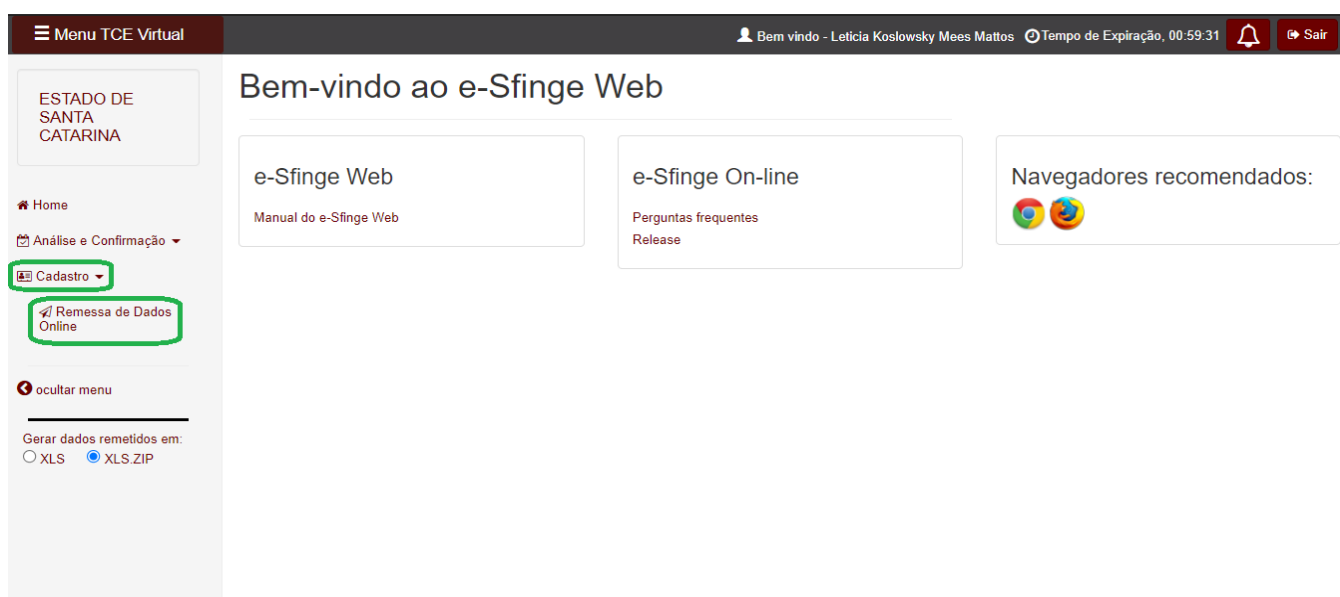 Menu TCE Virtual
Bem vindo - Leticia Koslowsky Mees Mattos
Tempo de Expiração, 00:59:31
Sair
ESTADO DE
SANTA
CATARINA
Home
Análise e Confirmação
Cadastro
Remessa de Dados
Online
ocultar menu
Gerar dados remetidos em:
XLS XLS.ZIP
Bem-vindo ao e-Sfinge Web
e-Sfinge Web
Manual do e-Sfinge Web
e-Sfinge On-line
Perguntas frequentes
Release
Navegadores recomendados: